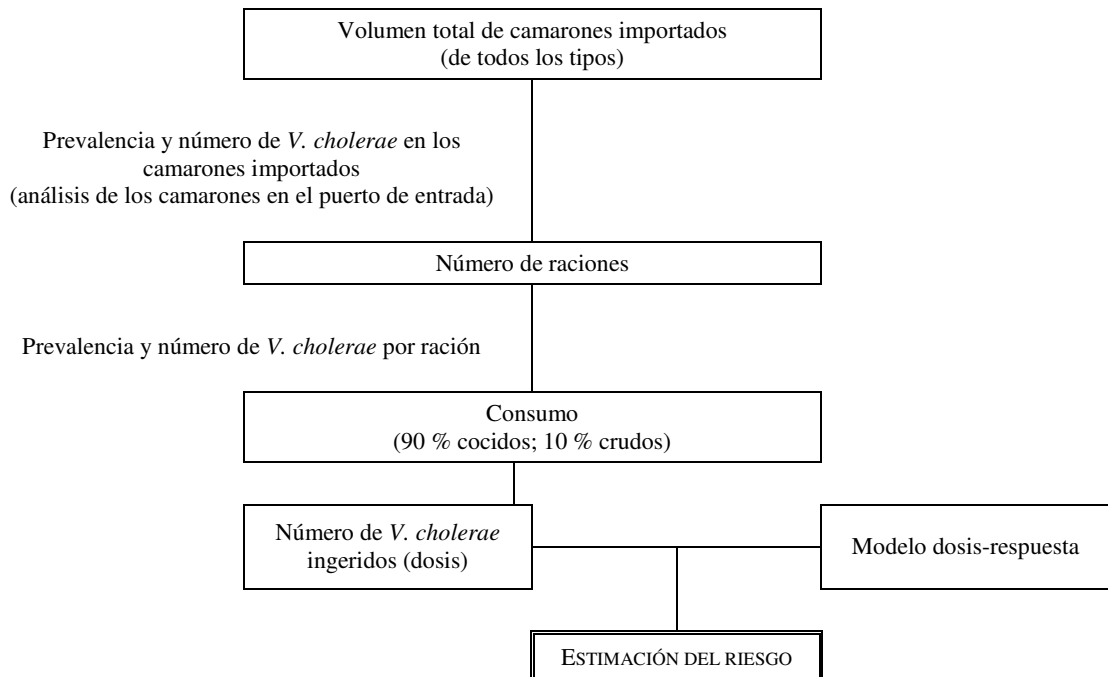 Volumen total de camarones importados
(de todos los tipos)
Prevalencia y número de V. cholerae en los
camarones importados
(análisis de los camarones en el puerto de entrada)
Número de raciones
Prevalencia y número de V. cholerae por ración
Consumo
(90 % cocidos; 10 % crudos)
Número de V. cholerae
ingeridos (dosis)
Modelo dosis-respuesta
ESTIMACIÓN DEL RIESGO